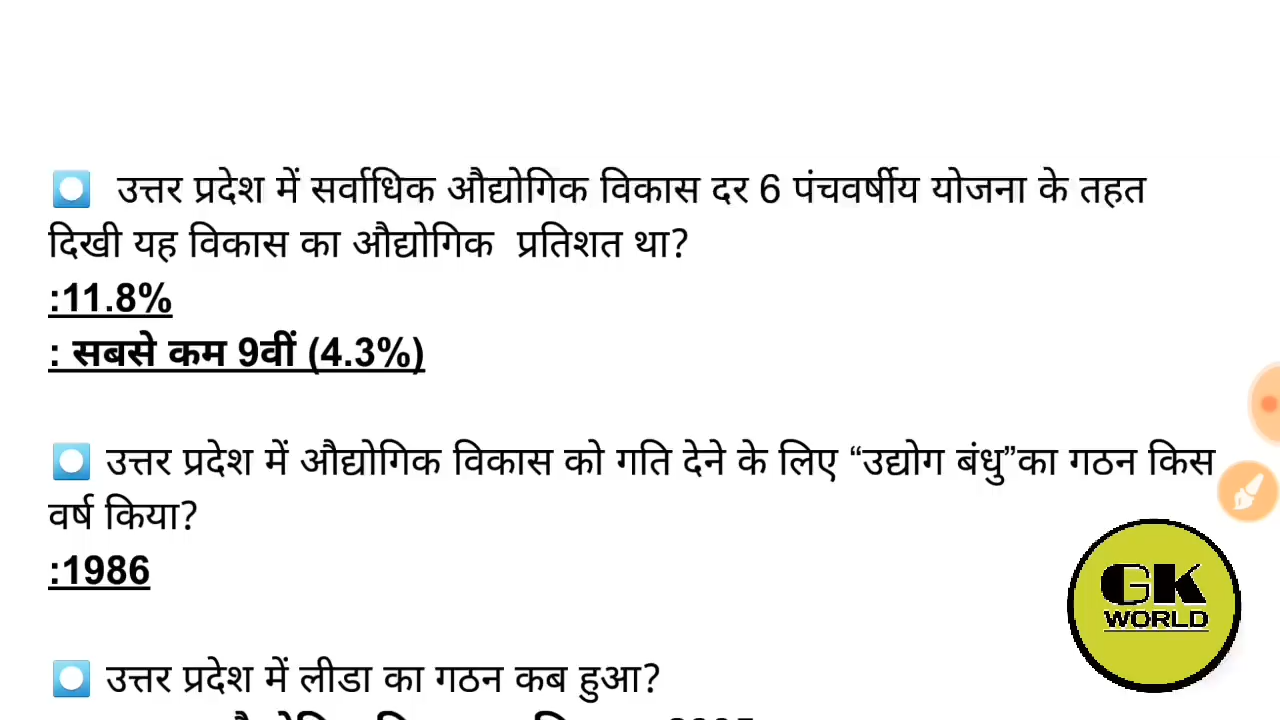 उत्तर प्रदेश में सर्वाधिक औद्योगिक विकास दर 6 पंचवर्षीय योजना के तहत
दिखी यह विकास का औद्योगिक प्रतिशत था?
:11.8%
: सबसे कम 9वीं (4.3%)
उत्तर प्रदेश में औद्योगिक विकास को गति देने के लिए “उद्योग बंधु”का गठन किस
वर्ष किया?
:1986
GK
WORLD
उत्तर प्रदेश में लीडा का गठन कब हुआ?